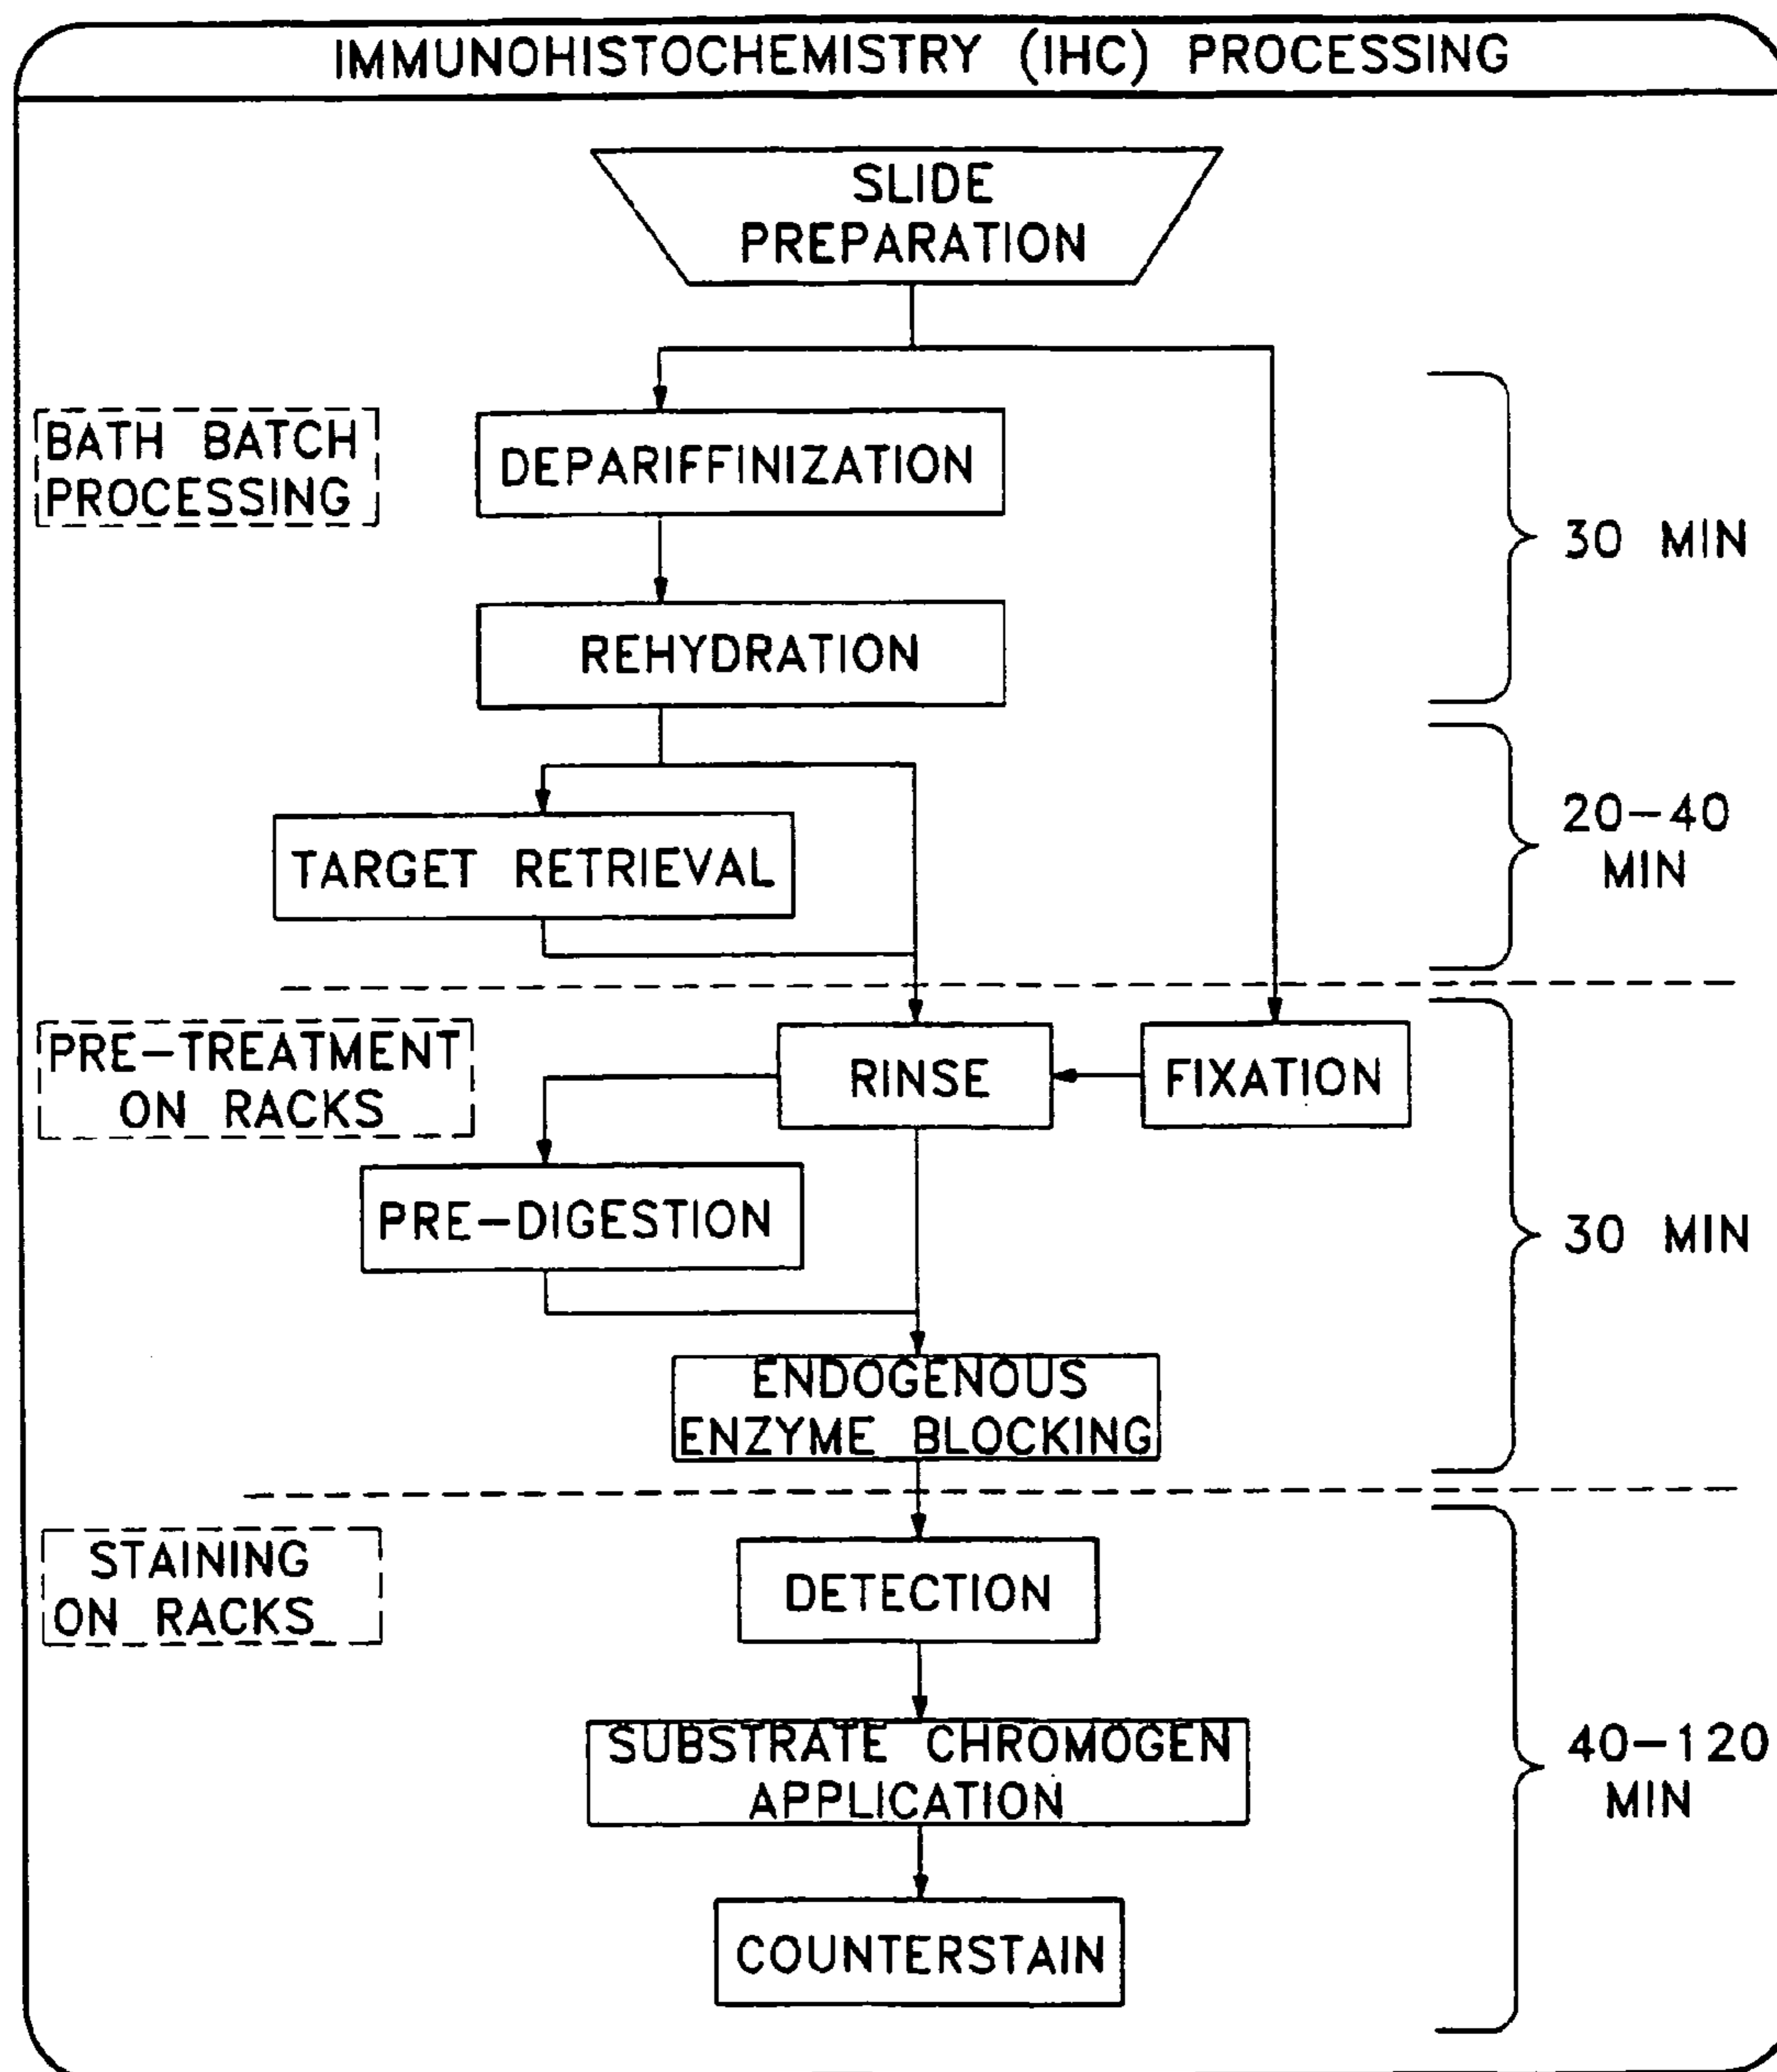 IMMUNOHISTOCHEMISTRY (IHC) PROCESSING
SLIDE
PREPARATION
BATH BATCH
PROCESSING
DEPARIFFINIZATION
30 MIN
REHYDRATION
TARGET RETRIEVAL
20-40
MIN
PRE-TREATMENT
ON RACKS
RINSE
FIXATION
PRE-DIGESTION
30 MIN
ENDOGENOUS
ENZYME BLOCKING
STAINING
ON RACKS
DETECTION
SUBSTRATE CHROMOGEN
APPLICATION
40-120
MIN
COUNTERSTAIN